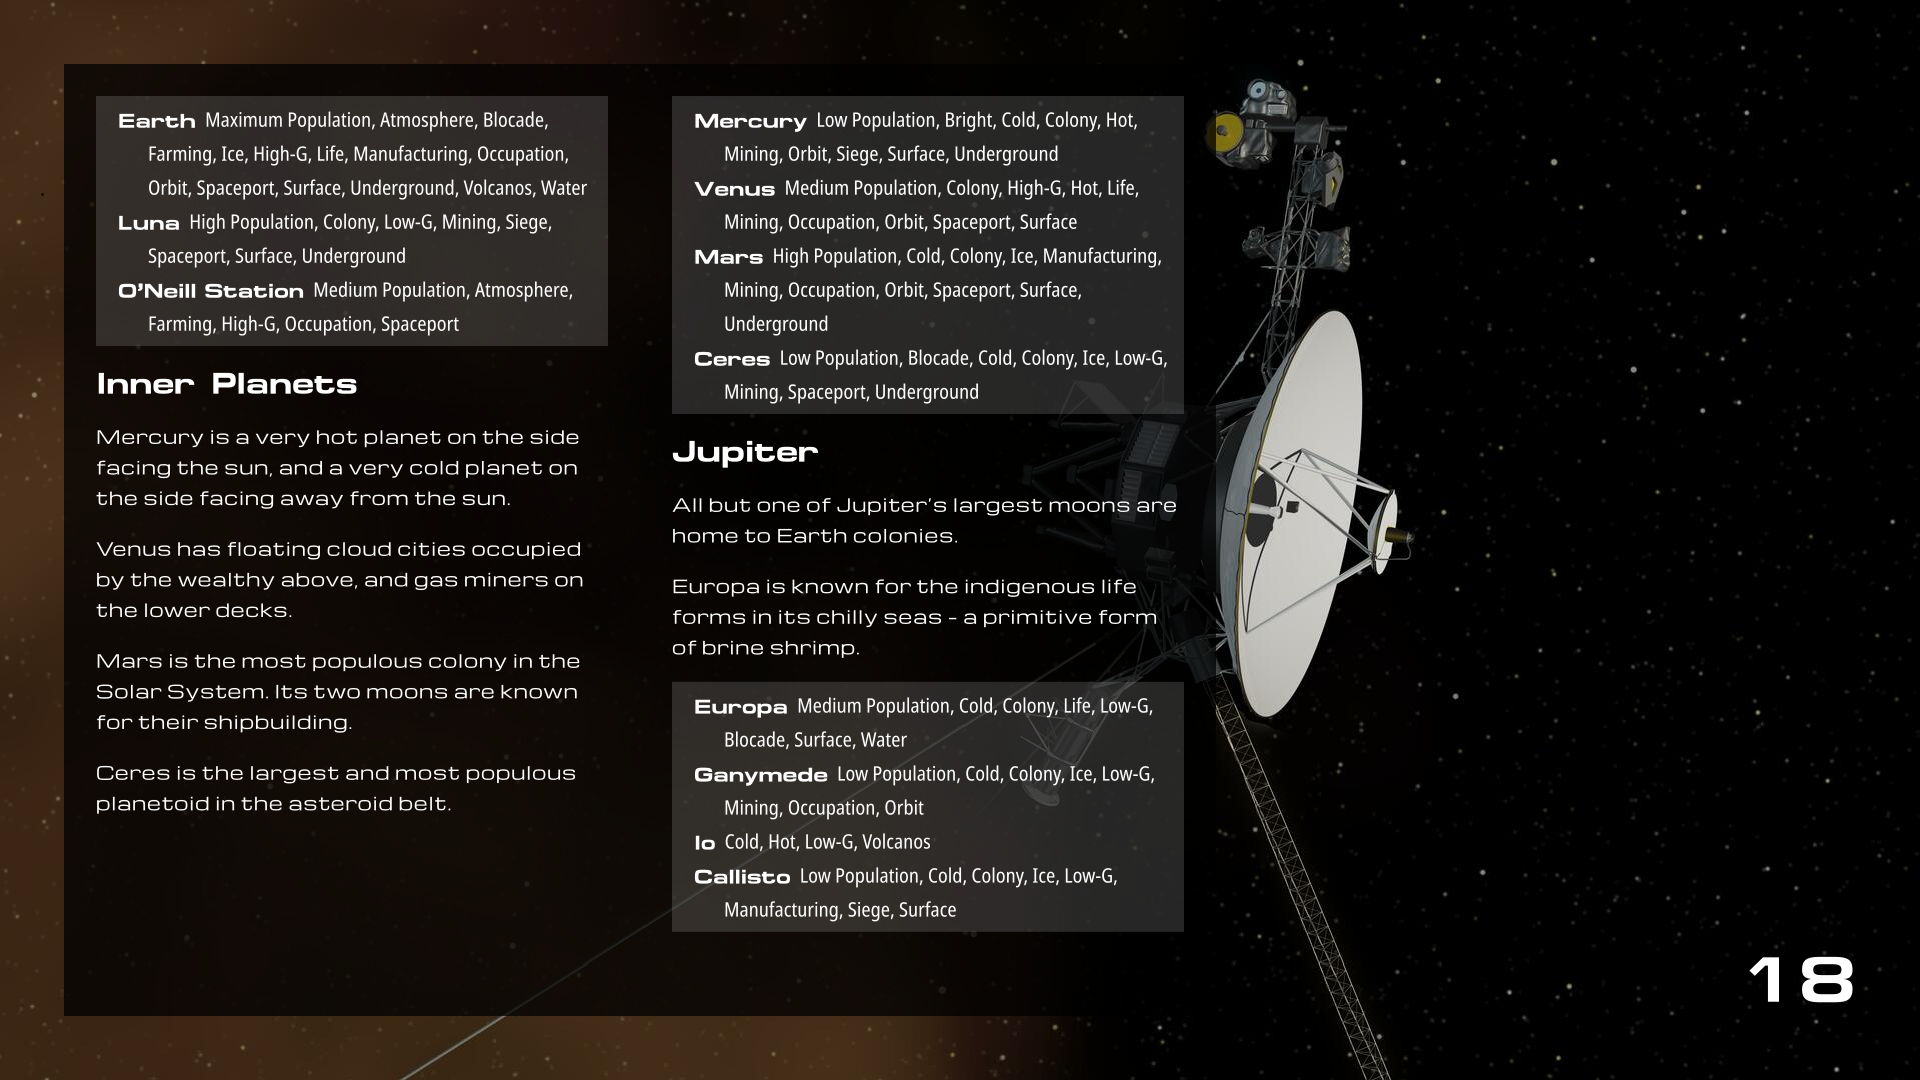 Earth Maximum Population, Atmosphere, Blocade,
Farming, Ice, High-G, Life, Manufacturing, Occupation,
Orbit, Spaceport, Surface, Underground, Volcanos, Water
Luna High Population, Colony, Low-G, Mining, Siege,
Spaceport, Surface, Underground
O'Neill Station Medium Population, Atmosphere,
Farming, High-G, Occupation, Spaceport
Inner Planets
Mercury is a very hot planet on the side
facing the sun, and a very cold planet on
the side facing away from the sun.
Venus has floating cloud cities occupied
by the wealthy above, and gas miners on
the lower decks.
Mars is the most populous colony in the
Solar System. Its two moons are known
for their shipbuilding.
Ceres is the largest and most populous
planetoid in the asteroid belt.
Mercury Low Population, Bright, Cold, Colony, Hot,
Mining, Orbit, Siege, Surface, Underground
Venus Medium Population, Colony, High-G, Hot, Life,
Mining, Occupation, Orbit, Spaceport, Surface
Mars High Population, Cold, Colony, Ice, Manufacturing,
Mining, Occupation, Orbit, Spaceport, Surface,
Underground
Ceres Low Population, Blocade, Cold, Colony, Ice, Low-G,
Mining, Spaceport, Underground
Jupiter
All but one of Jupiter's largest moons are
home to Earth colonies.
Europa is known for the indigenous life
forms in its chilly seas - a primitive form
of brine shrimp.
Europa Medium Population, Cold, Colony, Life, Low-G,
Blocade, Surface, Water
Ganymede Low Population, Cold, Colony, Ice, Low-G,
Mining, Occupation, Orbit
Io Cold, Hot, Low-G, Volcanos
Callisto Low Population, Cold, Colony, Ice, Low-G,
Manufacturing, Siege, Surface
18